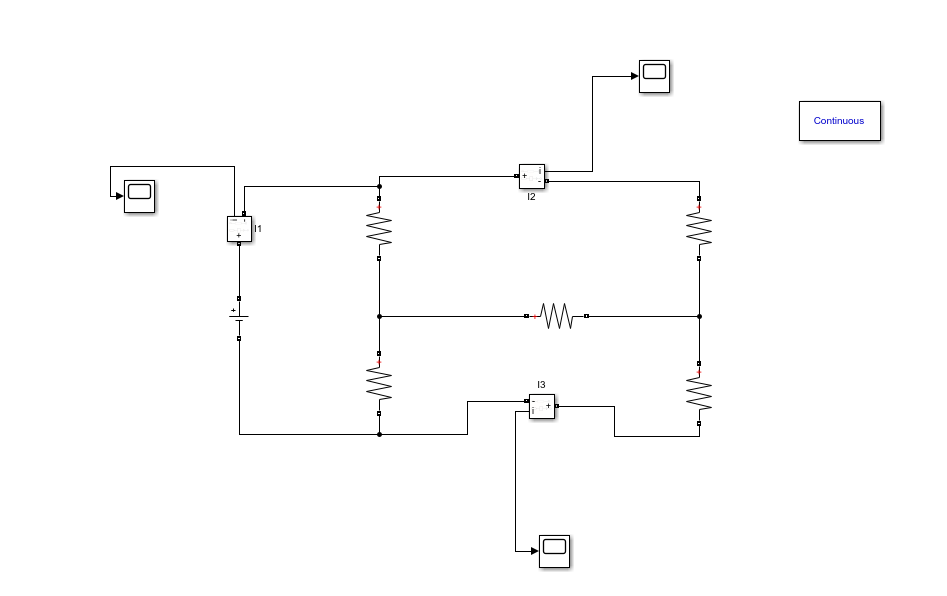 Continuous
+
i
-
I2
I1
+
+
I3
-
i
+